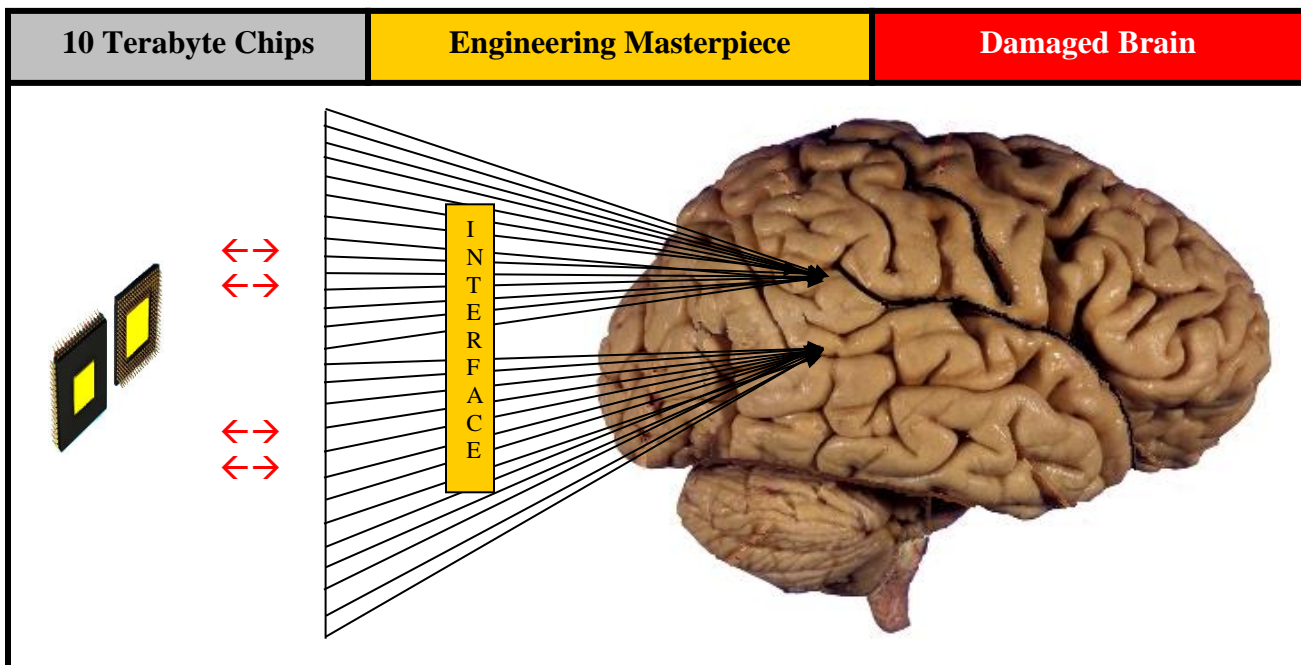 10 Terabyte Chips
Engineering Masterpiece
Damaged Brain
I
N
T
E
R
F
A
C
E